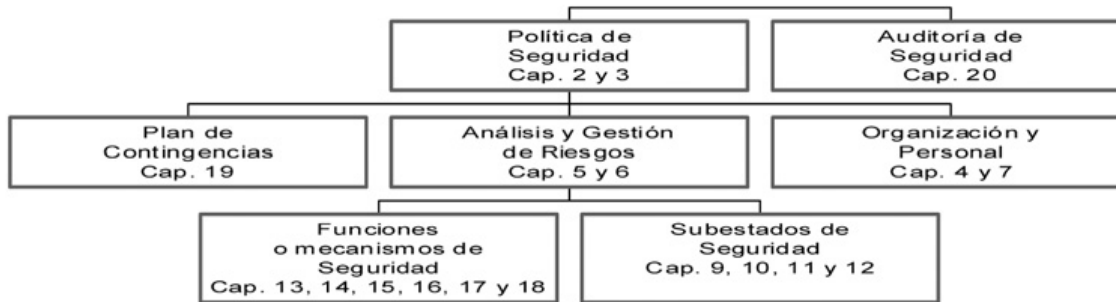 Política de
Seguridad
Cap. 2 y 3
Auditoría de
Seguridad
Cap. 20
Plan de
Contingencias
Cap. 19
Análisis y Gestión
de Riesgos
Cap. 5 y 6
Organización y
Personal
Cap. 4 y 7
Funciones
o mecanismos de
Seguridad
Cap. 13, 14, 15, 16, 17 y 18
Subestados de
Seguridad
Cap. 9, 10, 11 y 12